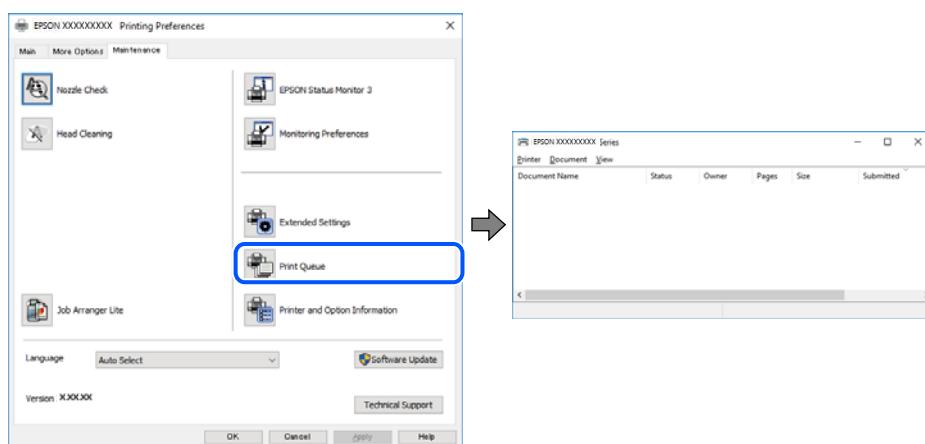 EPSON XXXXXXXXX Printing Preferences
Main More Options Maintenance
Nozzle Check
EPSON Status Monitor 3
Head Cleaning
Monitoring Preferences
Extended Settings
Print Queue
Job Arranger Lite
Printer and Option Information
Language Auto Select Software Update
Version X.XX.XX
Technical Support
OK Cancel Apply Help
EPSON XXXXXXXXX Series
Printer Document View
Document Name Status Owner Pages Size Submitted